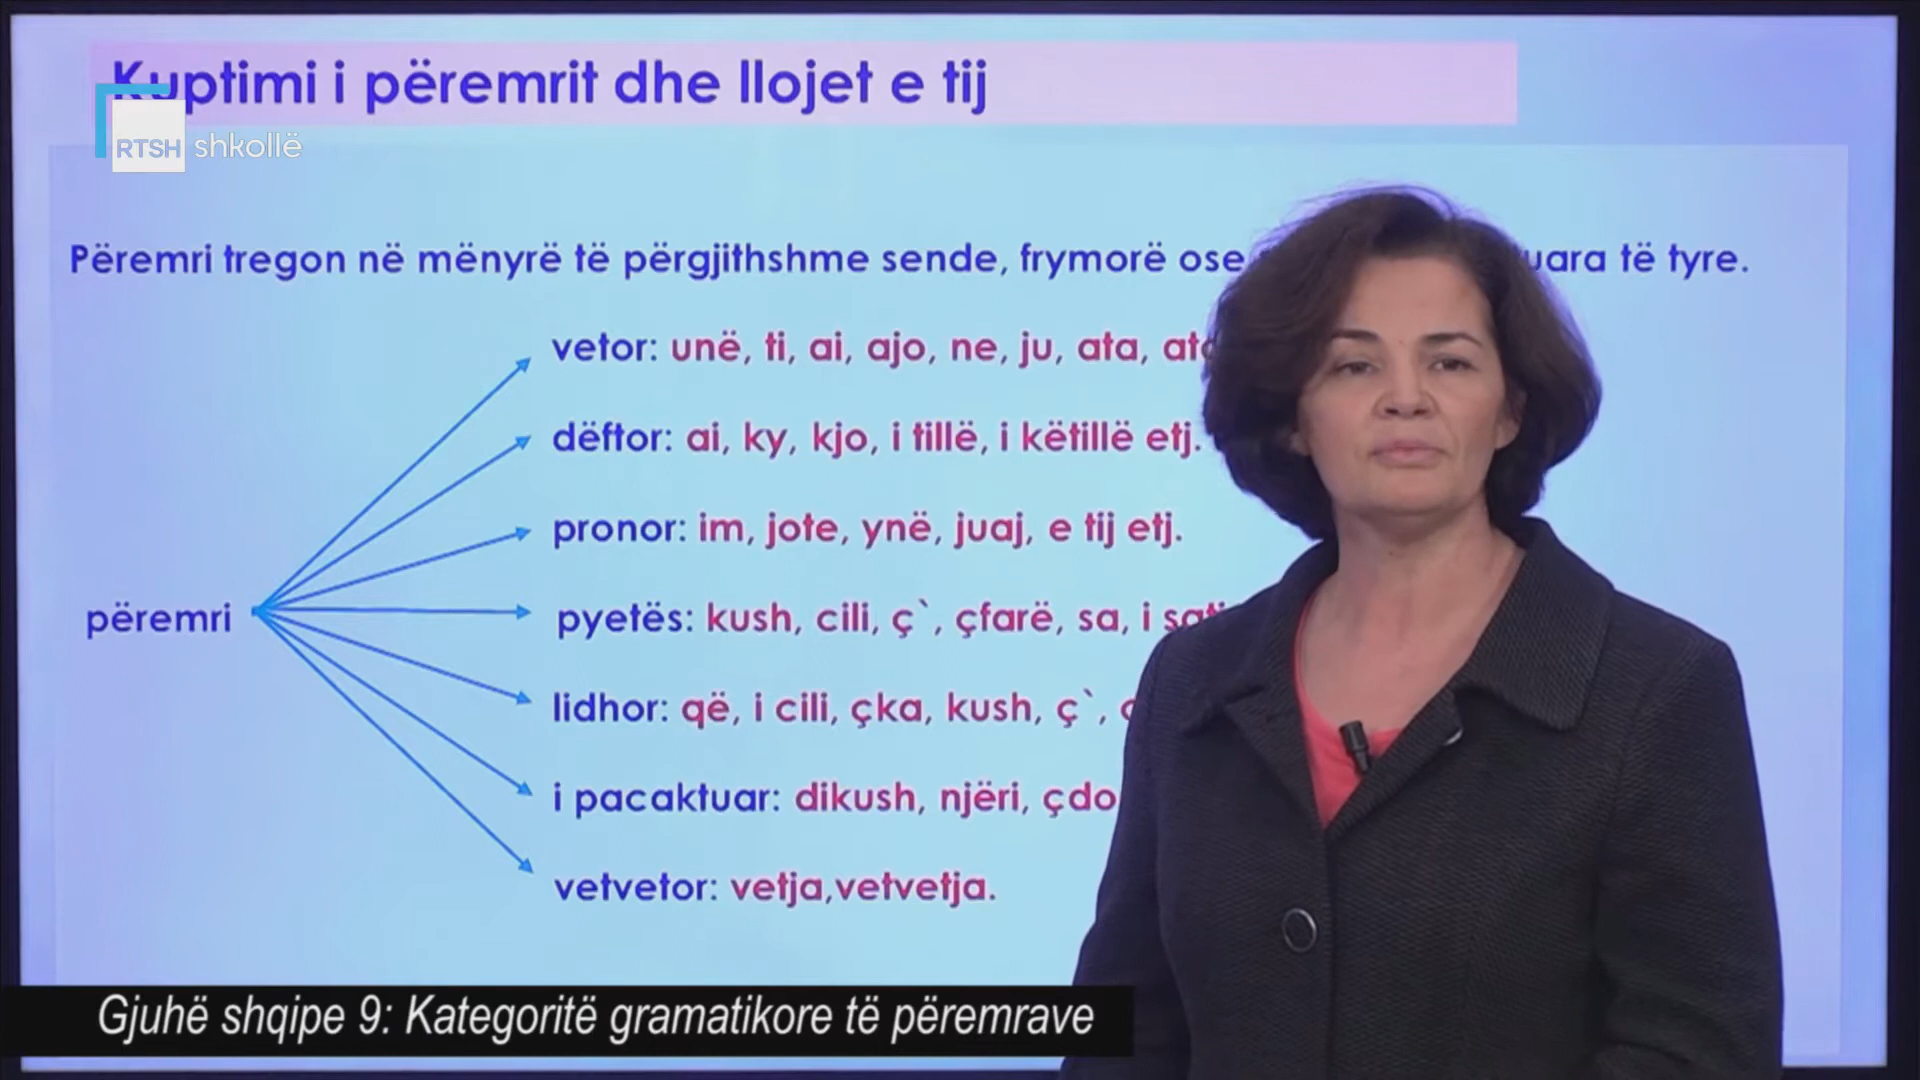 Kuptimi i përemrit dhe llojet e tij
RTSH shkollë
Përemri tregon në mënyrë të përgjithshme sende, frymorë ose të tyre.
vetor: unë, ti, ai, ajo, ne, ju, ata,
dëftor: ai, ky, kjo, i tillë, i këtillë etj.
pronor: im, jote, ynë, juaj, e tij etj.
përemri
pyetës: kush, cili, ç`, çfarë, sa, i
lidhor: që, i cili, çka, kush, ç`,
i pacaktuar: dikush, njëri,
vetvetor: vetja,vetvetja.
Gjuhë shqipe 9: Kategoritë gramatikore të përemrave